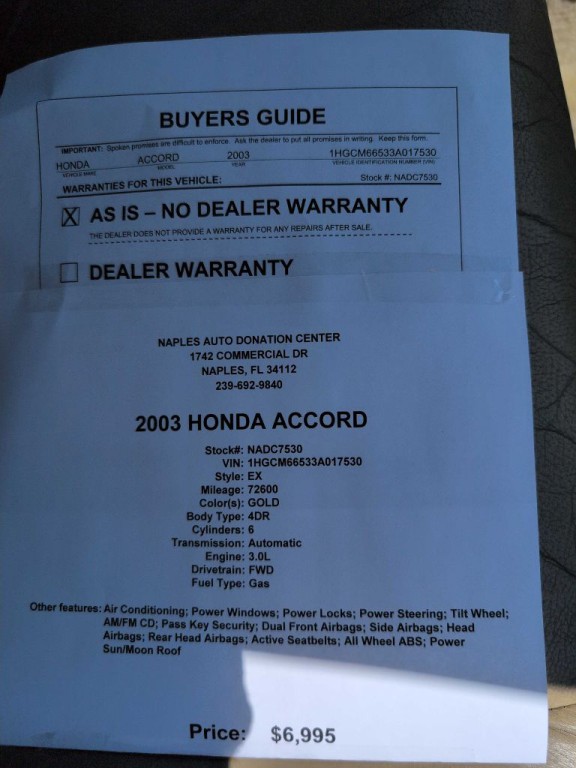 BUYERS GUIDE
IMPORTANT: Spoken promises are difficult to enforce. Ask the dealer to put all promises in writing. Keep this form.
HONDA ACCORD 2003 1HGCM66533A017530
VEHICLE MAKE MODEL YEAR VEHICLE IDENTIFICATION NUMBER (VIN)
WARRANTIES FOR THIS VEHICLE: Stock #: NADC7530
X AS IS – NO DEALER WARRANTY
THE DEALER DOES NOT PROVIDE A WARRANTY FOR ANY REPAIRS AFTER SALE.
DEALER WARRANTY
NAPLES AUTO DONATION CENTER
1742 COMMERCIAL DR
NAPLES, FL 34112
239-692-9840
2003 HONDA ACCORD
Stock#: NADC7530
VIN: 1HGCM66533A017530
Style: EX
Mileage: 72600
Color(s): GOLD
Body Type: 4DR
Cylinders: 6
Transmission: Automatic
Engine: 3.0L
Drivetrain: FWD
Fuel Type: Gas
Other features: Air Conditioning; Power Windows; Power Locks; Power Steering; Tilt Wheel;
AM/FM CD; Pass Key Security; Dual Front Airbags; Side Airbags; Head
Airbags; Rear Head Airbags; Active Seatbelts; All Wheel ABS; Power
Sun/Moon Roof
Price: $6,995